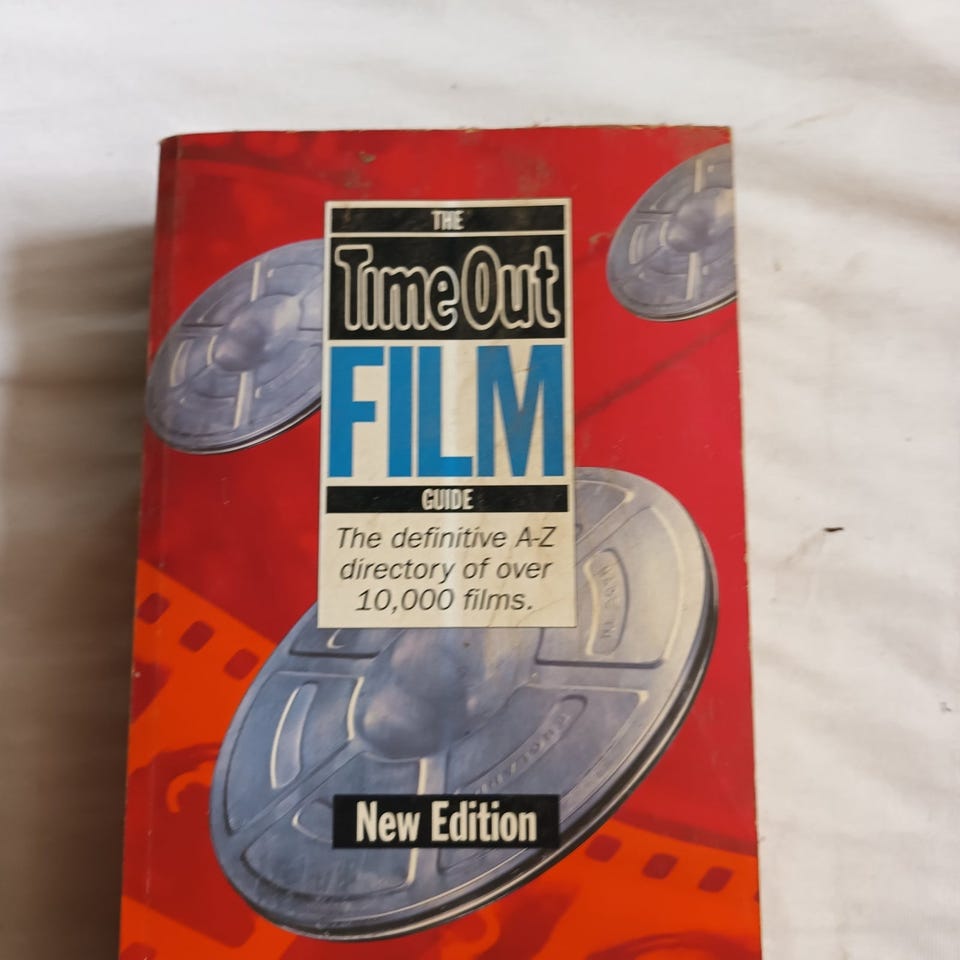 THE
Time Out
FILM
GUIDE
The definitive A-Z
directory of over
10,000 films.
New Edition